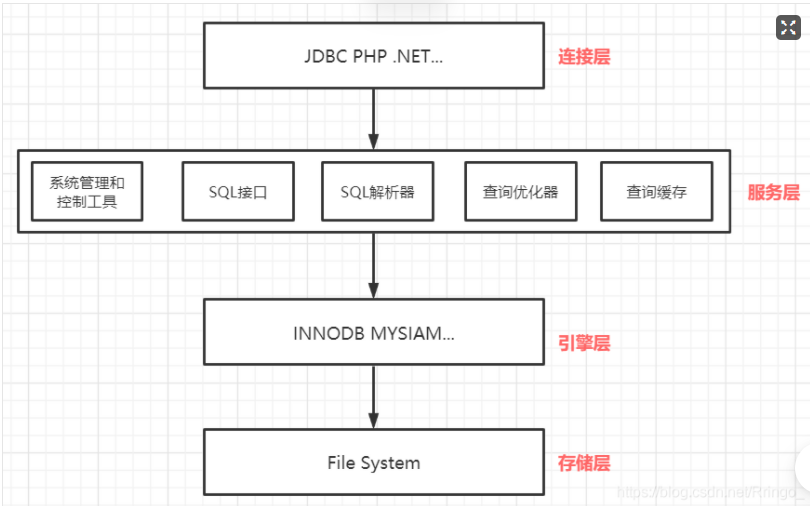 JDBC PHP .NET...
连接层
系统管理和
控制工具
SQL接口
SQL解析器
查询优化器
查询缓存
服务层
INNODB MYSIAM...
引擎层
File System
存储层
https://blog.csdn.net/Rringo_